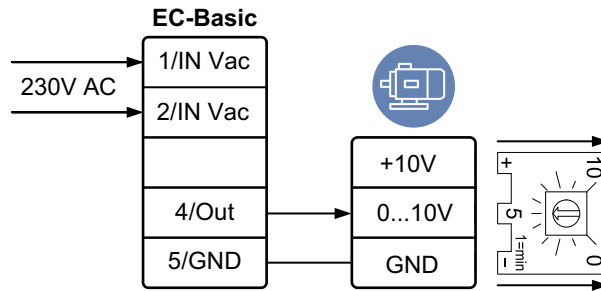 EC-Basic
1/IN Vac
230V AC
2/IN Vac
4/Out
5/GND
+10V
0...10V
GND
+ 5 -
1=min
10
0